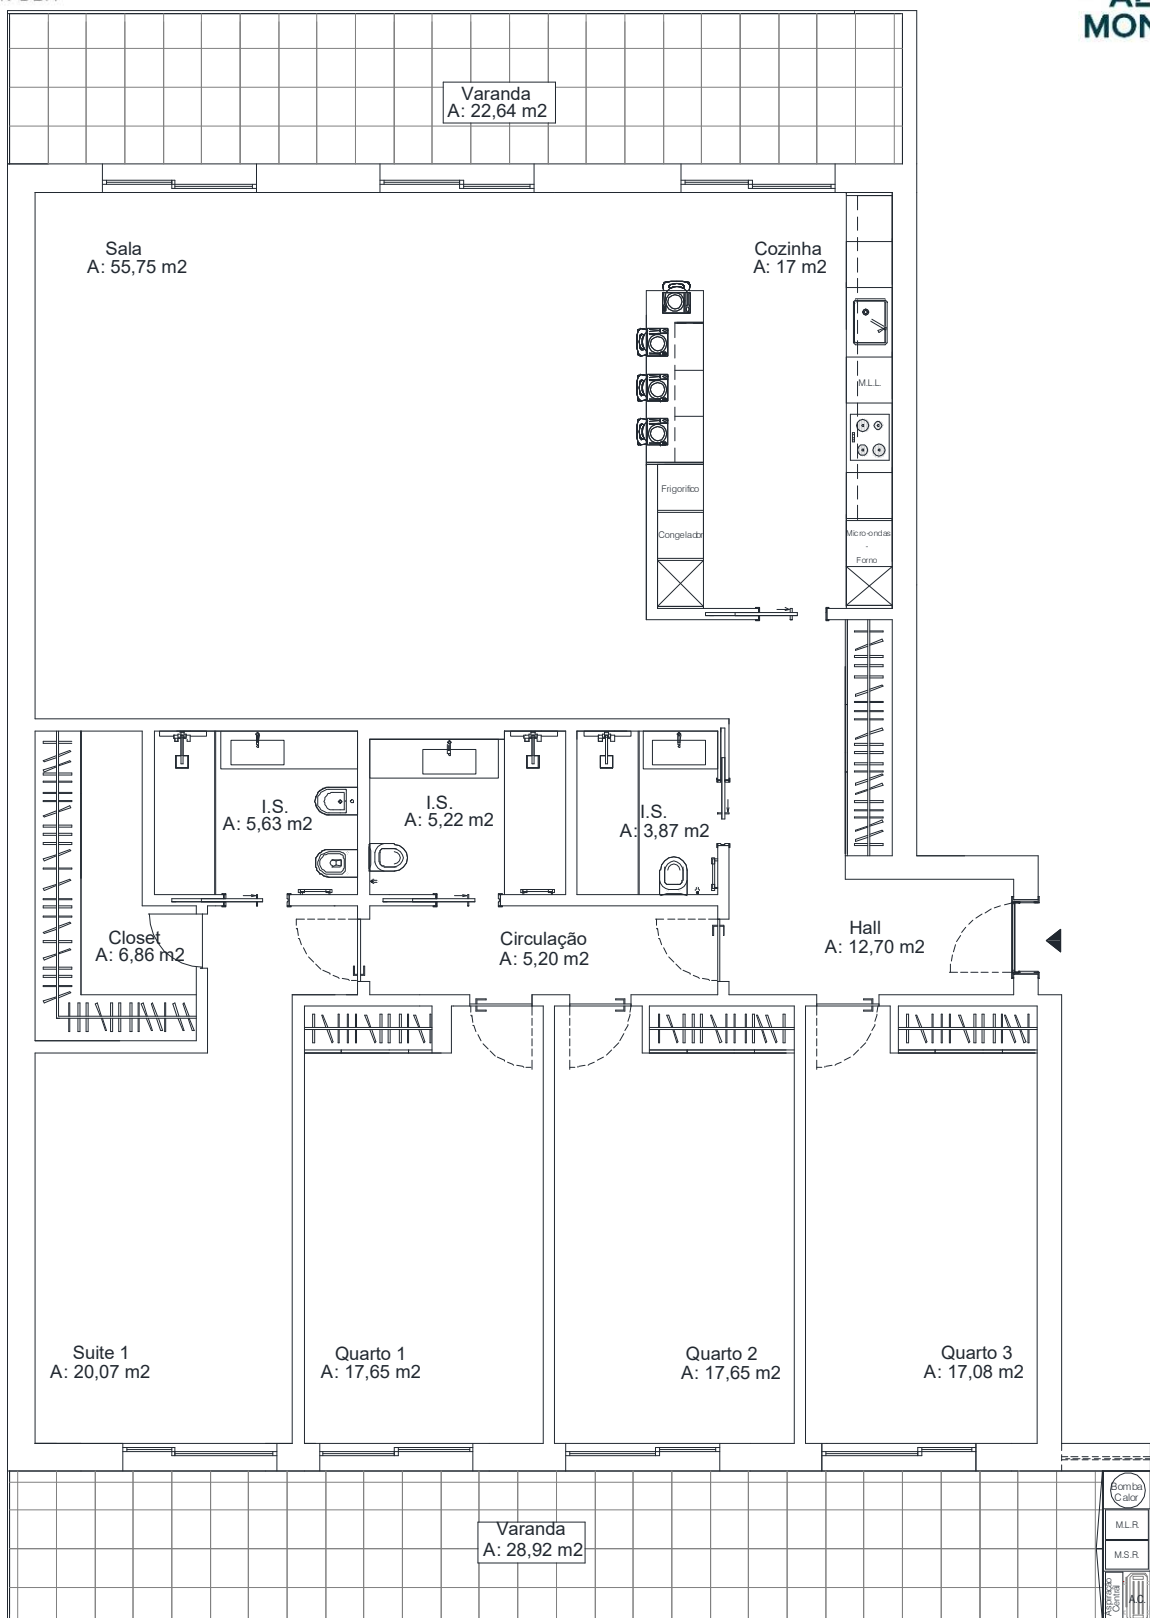 MON
Varanda
A: 22,64 m2
Sala
A: 55,75 m2
Cozinha
A: 17 m2
M.L.L.
Frigorifico
Congelador
Micro-ondas
-
Forno
I.S.
A: 5,63 m2
I.S.
A: 5,22 m2
I.S.
A: 3,87 m2
Closet
A: 6,86 m2
Circulação
A: 5,20 m2
Hall
A: 12,70 m2
Suite 1
A: 20,07 m2
Quarto 1
A: 17,65 m2
Quarto 2
A: 17,65 m2
Quarto 3
A: 17,08 m2
Varanda
A: 28,92 m2
Bomba
Calor
M.L.R.
M.S.R.
Aspiração
Central
A.C.